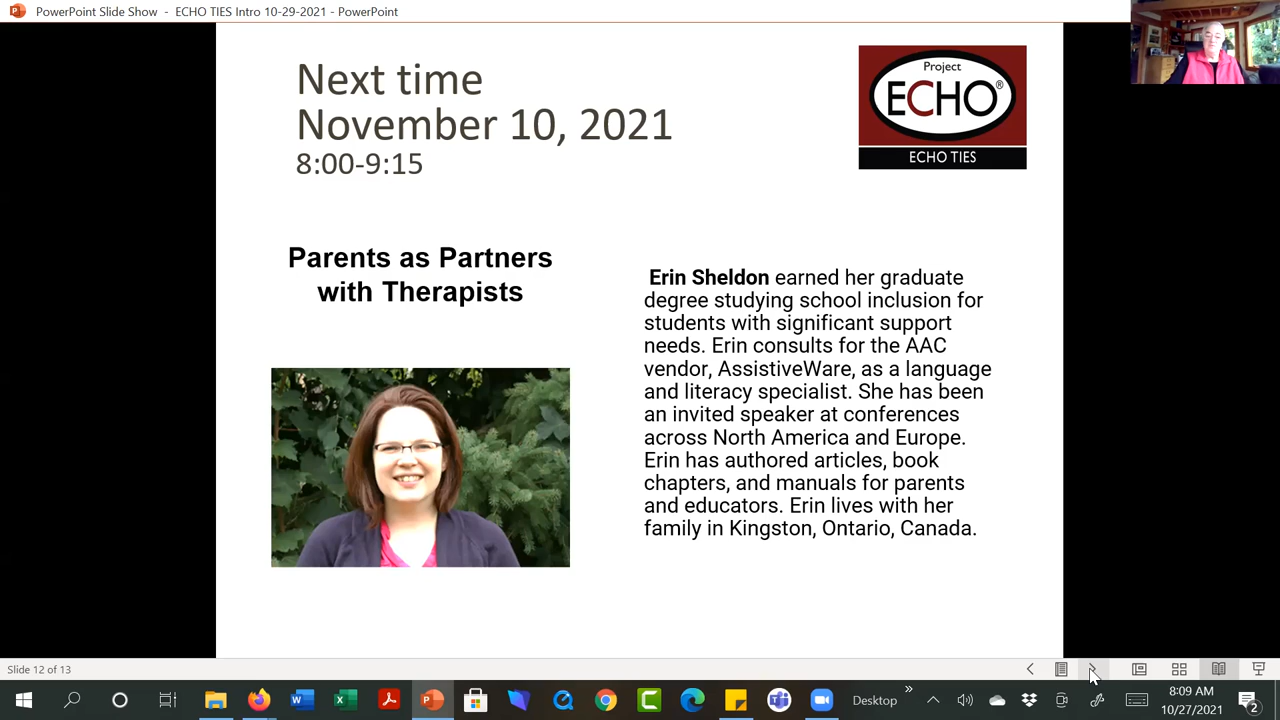 PowerPoint Slide Show - ECHO TIES Intro 10-29-2021 - PowerPoint
Next time
November 10, 2021
8:00-9:15
Project
ECHO®
ECHO TIES
Parents as Partners
with Therapists
Erin Sheldon earned her graduate
degree studying school inclusion for
students with significant support
needs. Erin consults for the AAC
vendor, AssistiveWare, as a language
and literacy specialist. She has been
an invited speaker at conferences
across North America and Europe.
Erin has authored articles, book
chapters, and manuals for parents
and educators. Erin lives with her
family in Kingston, Ontario, Canada.
Slide 12 of 13
Desktop
8:09 AM
10/27/2021
2